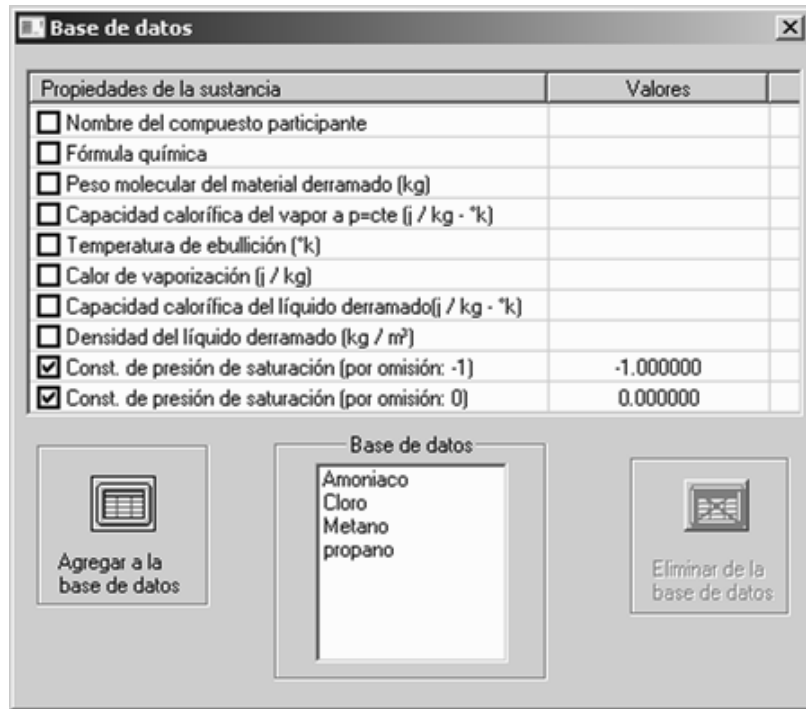 Base de datos
Propiedades de la sustancia Valores
Nombre del compuesto participante
Fórmula química
Peso molecular del material derramado (kg)
Capacidad calorífica del vapor a p=cte (j / kg - °k)
Temperatura de ebullición (°k)
Calor de vaporización (j / kg)
Capacidad calorífica del líquido derramado(j / kg - °k)
Densidad del líquido derramado (kg / m³)
Const. de presión de saturación (por omisión: -1) -1.000000
Const. de presión de saturación (por omisión: 0) 0.000000
Base de datos
Amoniaco
Cloro
Metano
propano
Agregar a la
base de datos
Eliminar de la
base de datos